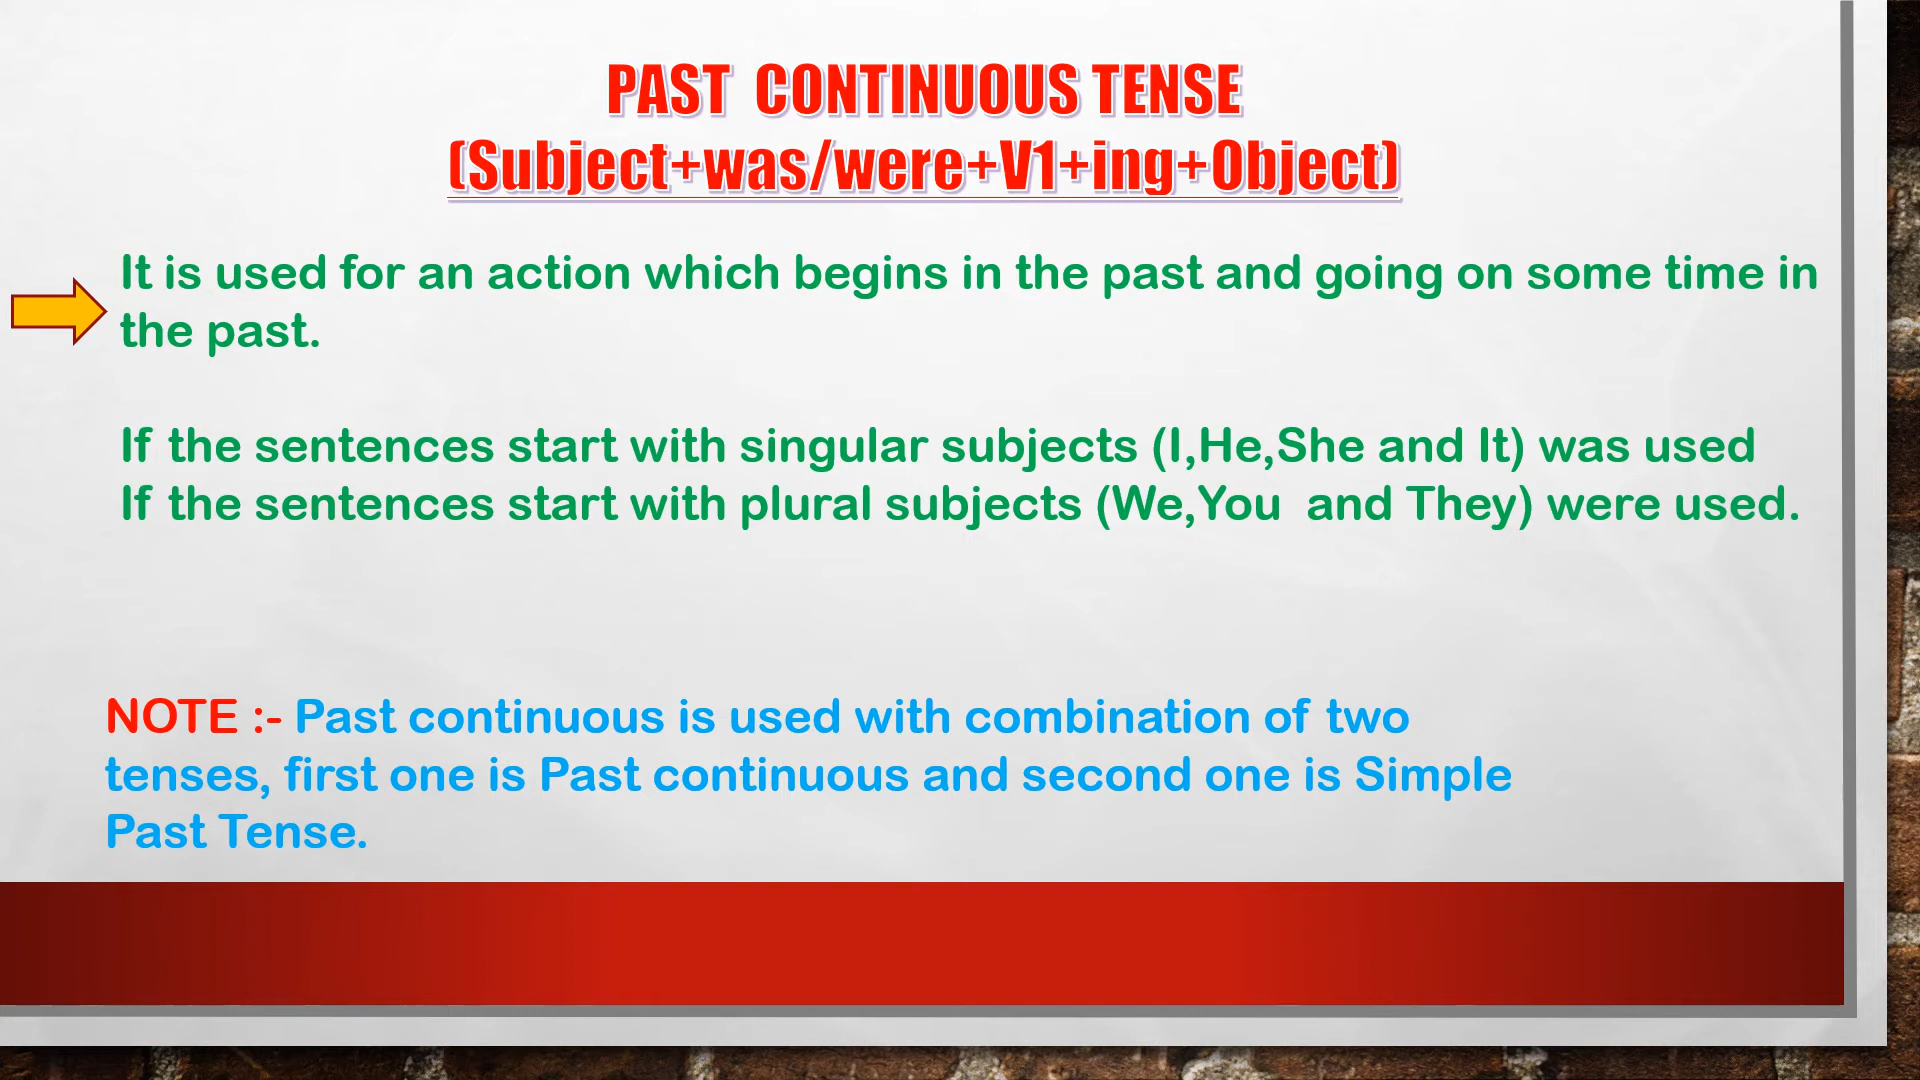 PAST CONTINUOUS TENSE
(Subject+was/were+V1+ing+Object)
It is used for an action which begins in the past and going on some time in
the past.
If the sentences start with singular subjects (I,He,She and It) was used
If the sentences start with plural subjects (We,You and They) were used.
NOTE :- Past continuous is used with combination of two
tenses, first one is Past continuous and second one is Simple
Past Tense.